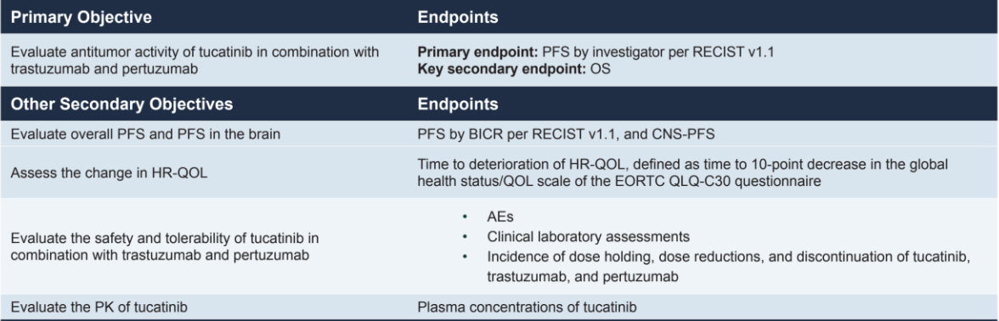 Primary Objective
Endpoints
Evaluate antitumor activity of tucatinib in combination with
trastuzumab and pertuzumab
Primary endpoint: PFS by investigator per RECIST v1.1
Key secondary endpoint: OS
Other Secondary Objectives
Endpoints
Evaluate overall PFS and PFS in the brain
PFS by BICR per RECIST v1.1, and CNS-PFS
Assess the change in HR-QOL
Time to deterioration of HR-QOL, defined as time to 10-point decrease in the global
health status/QOL scale of the EORTC QLQ-C30 questionnaire
Evaluate the safety and tolerability of tucatinib in
combination with trastuzumab and pertuzumab
• AEs
• Clinical laboratory assessments
• Incidence of dose holding, dose reductions, and discontinuation of tucatinib,
trastuzumab, and pertuzumab
Evaluate the PK of tucatinib
Plasma concentrations of tucatinib